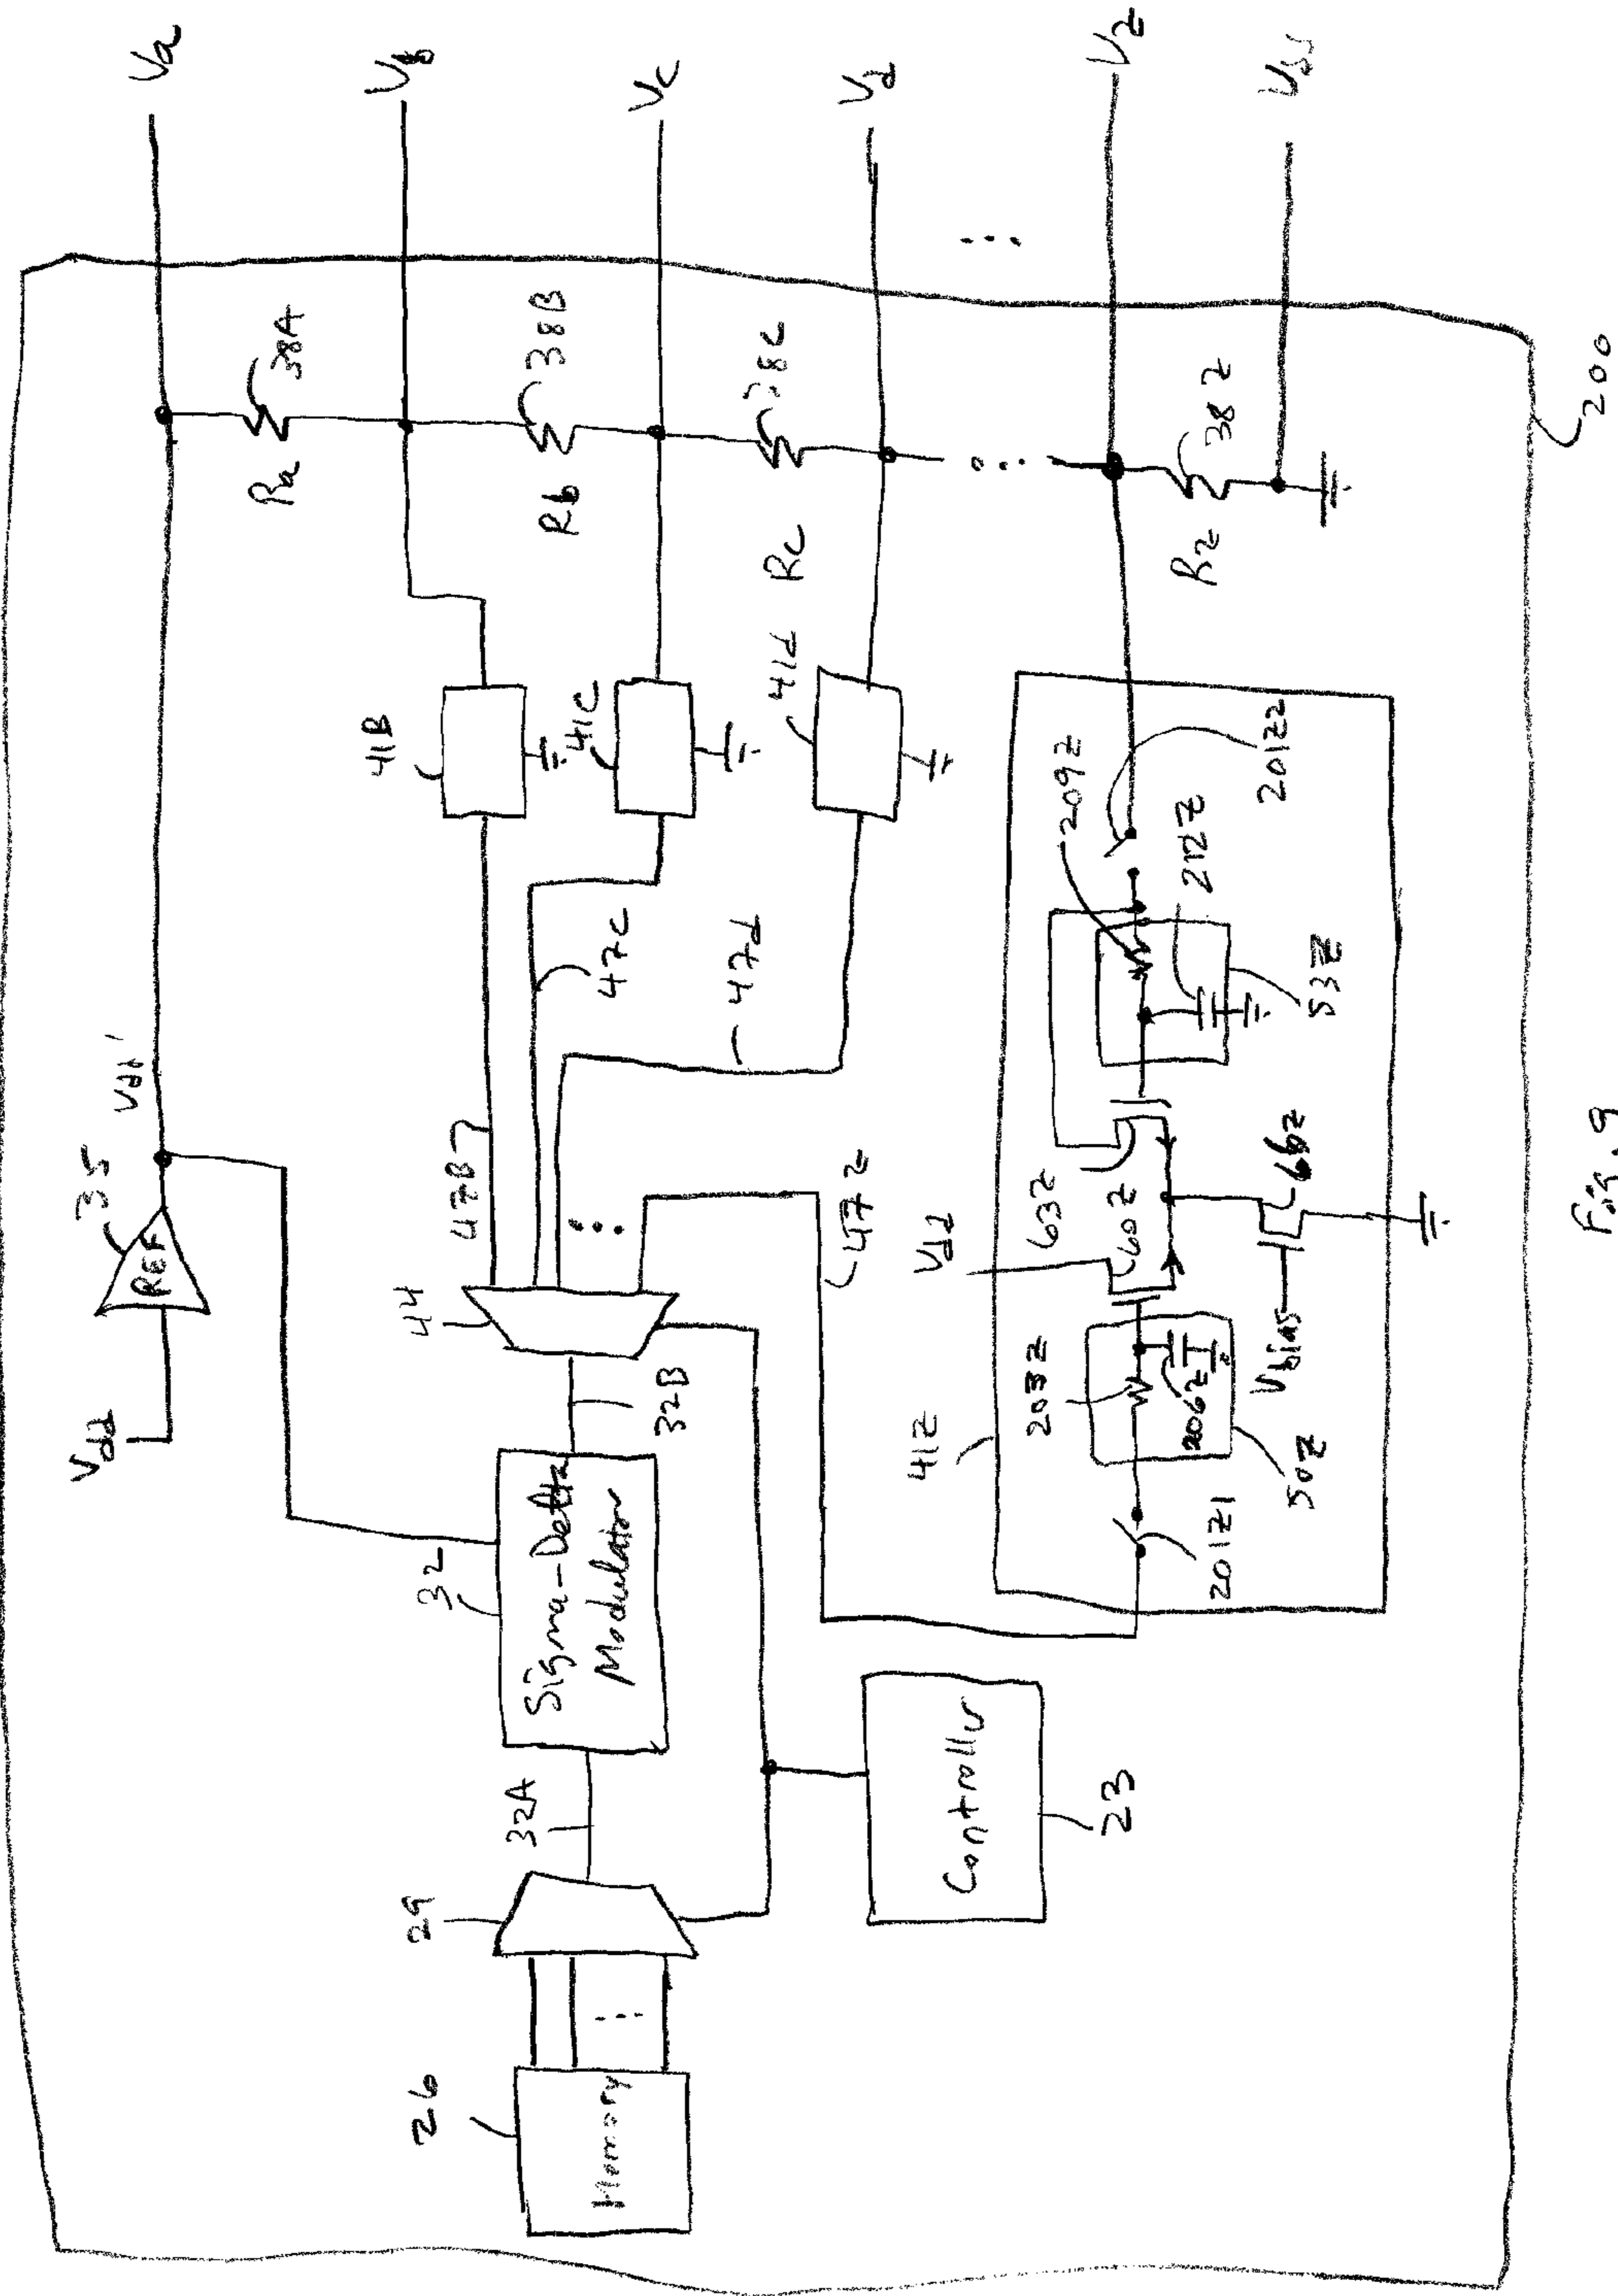 Vdd
REF
35
Vdd'
Va
Ra
38A
Vb
Rb
38B
Vc
Rc
38C
Vd
Vz
Rz
38Z
Vss
26
Memory
29
32A
32
Sigma-Delta
Modulator
32B
44
47B
47C
47d
47Z
41B
41C
41d
Controller
23
41Z
201Z1
203Z
206Z
50Z
Vdd
60Z
63Z
Vbias
66Z
209Z
212Z
53Z
201Z2
200
Fig. 9